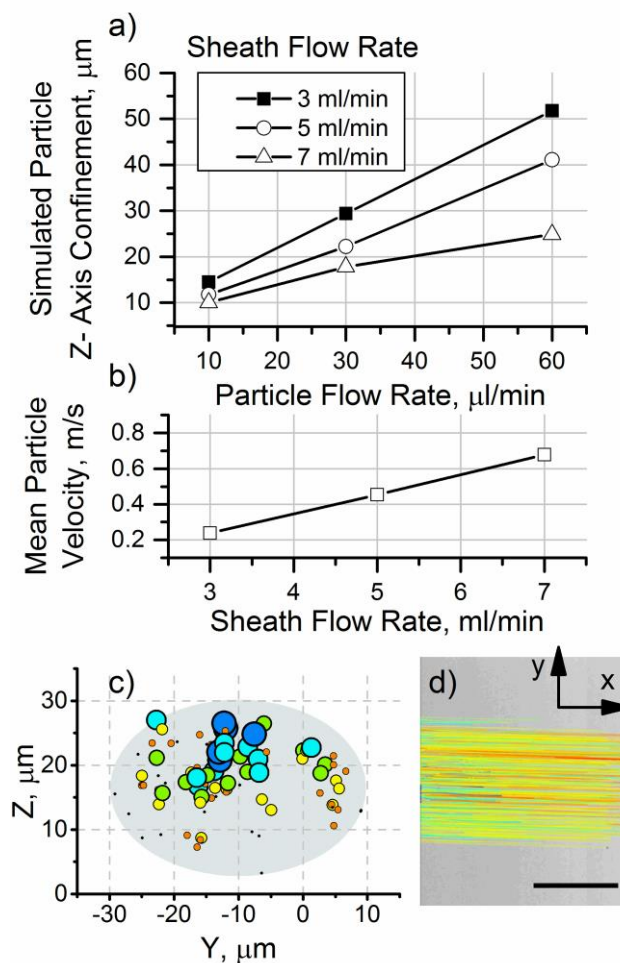 a)
Sheath Flow Rate
3 ml/min
5 ml/min
7 ml/min
Simulated Particle
Z- Axis Confinement, μm
60
50
40
30
20
10
10 20 30 40 50 60
Particle Flow Rate, μl/min
b)
Mean Particle
Velocity, m/s
0.8
0.6
0.4
0.2
3 4 5 6 7
Sheath Flow Rate, ml/min
c)
Z, μm
30
20
10
0
-30 -20 -10 0 10
Y, μm
d)
y
x